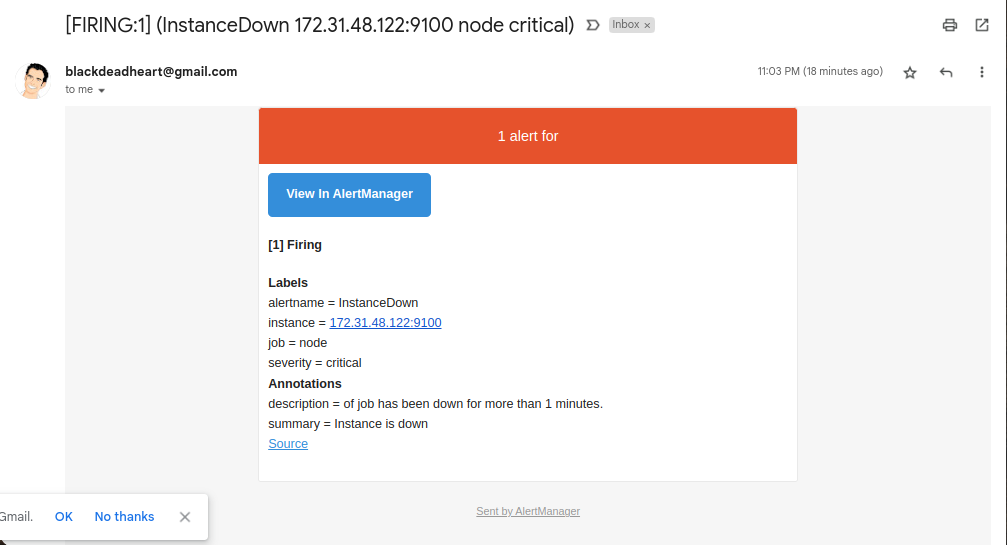 [FIRING:1] (InstanceDown 172.31.48.122:9100 node critical) Inbox ×
blackdeadheart@gmail.com 11:03 PM (18 minutes ago)
to me
1 alert for
View In AlertManager
[1] Firing
Labels
alertname = InstanceDown
instance = 172.31.48.122:9100
job = node
severity = critical
Annotations
description = of job has been down for more than 1 minutes.
summary = Instance is down
Source
Sent by AlertManager
Gmail. OK No thanks